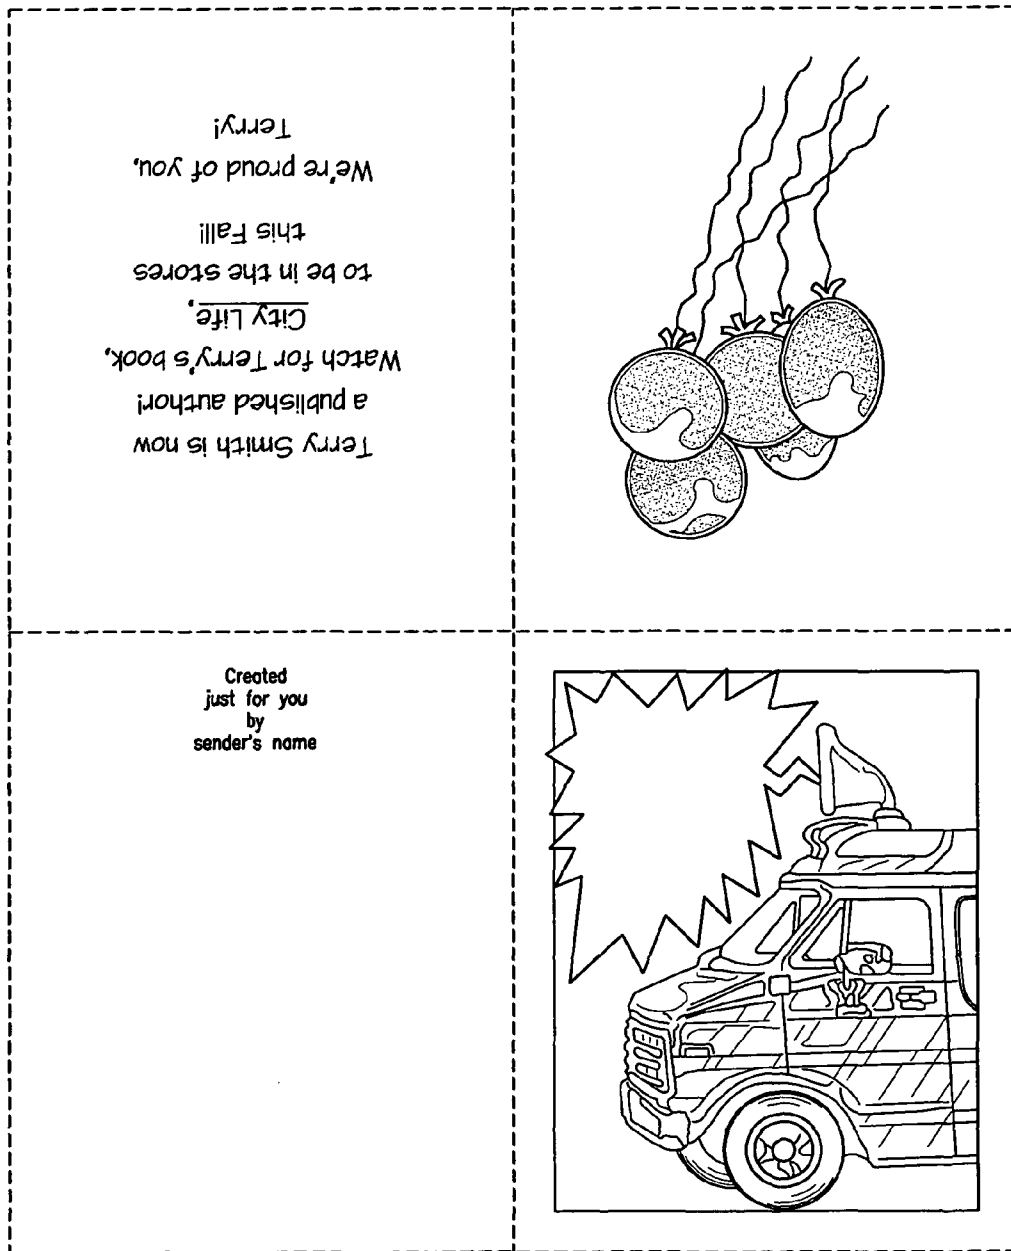 Terry Smith is now
a published author!
Watch for Terry's book,
City Life,
to be in the stores
this Fall!
We're proud of you,
Terry!
Created
just for you
by
sender's name